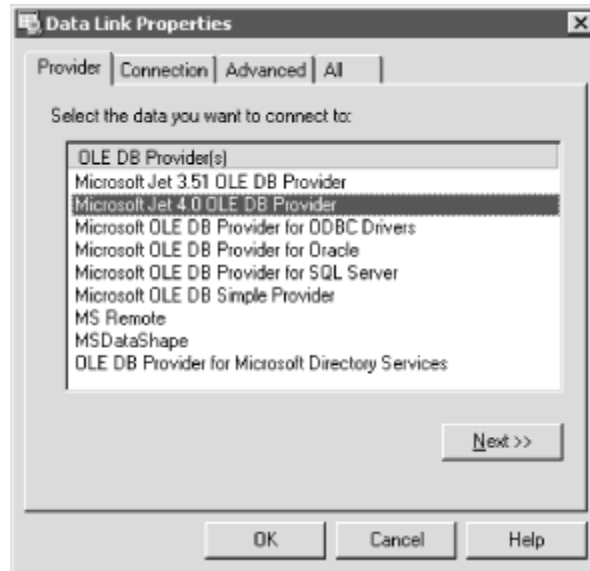 Data Link Properties
Provider Connection Advanced All
Select the data you want to connect to:
OLE DB Provider(s)
Microsoft Jet 3.51 OLE DB Provider
Microsoft Jet 4.0 OLE DB Provider
Microsoft OLE DB Provider for ODBC Drivers
Microsoft OLE DB Provider for Oracle
Microsoft OLE DB Provider for SQL Server
Microsoft OLE DB Simple Provider
MS Remote
MSDataShape
OLE DB Provider for Microsoft Directory Services
Next >>
OK Cancel Help